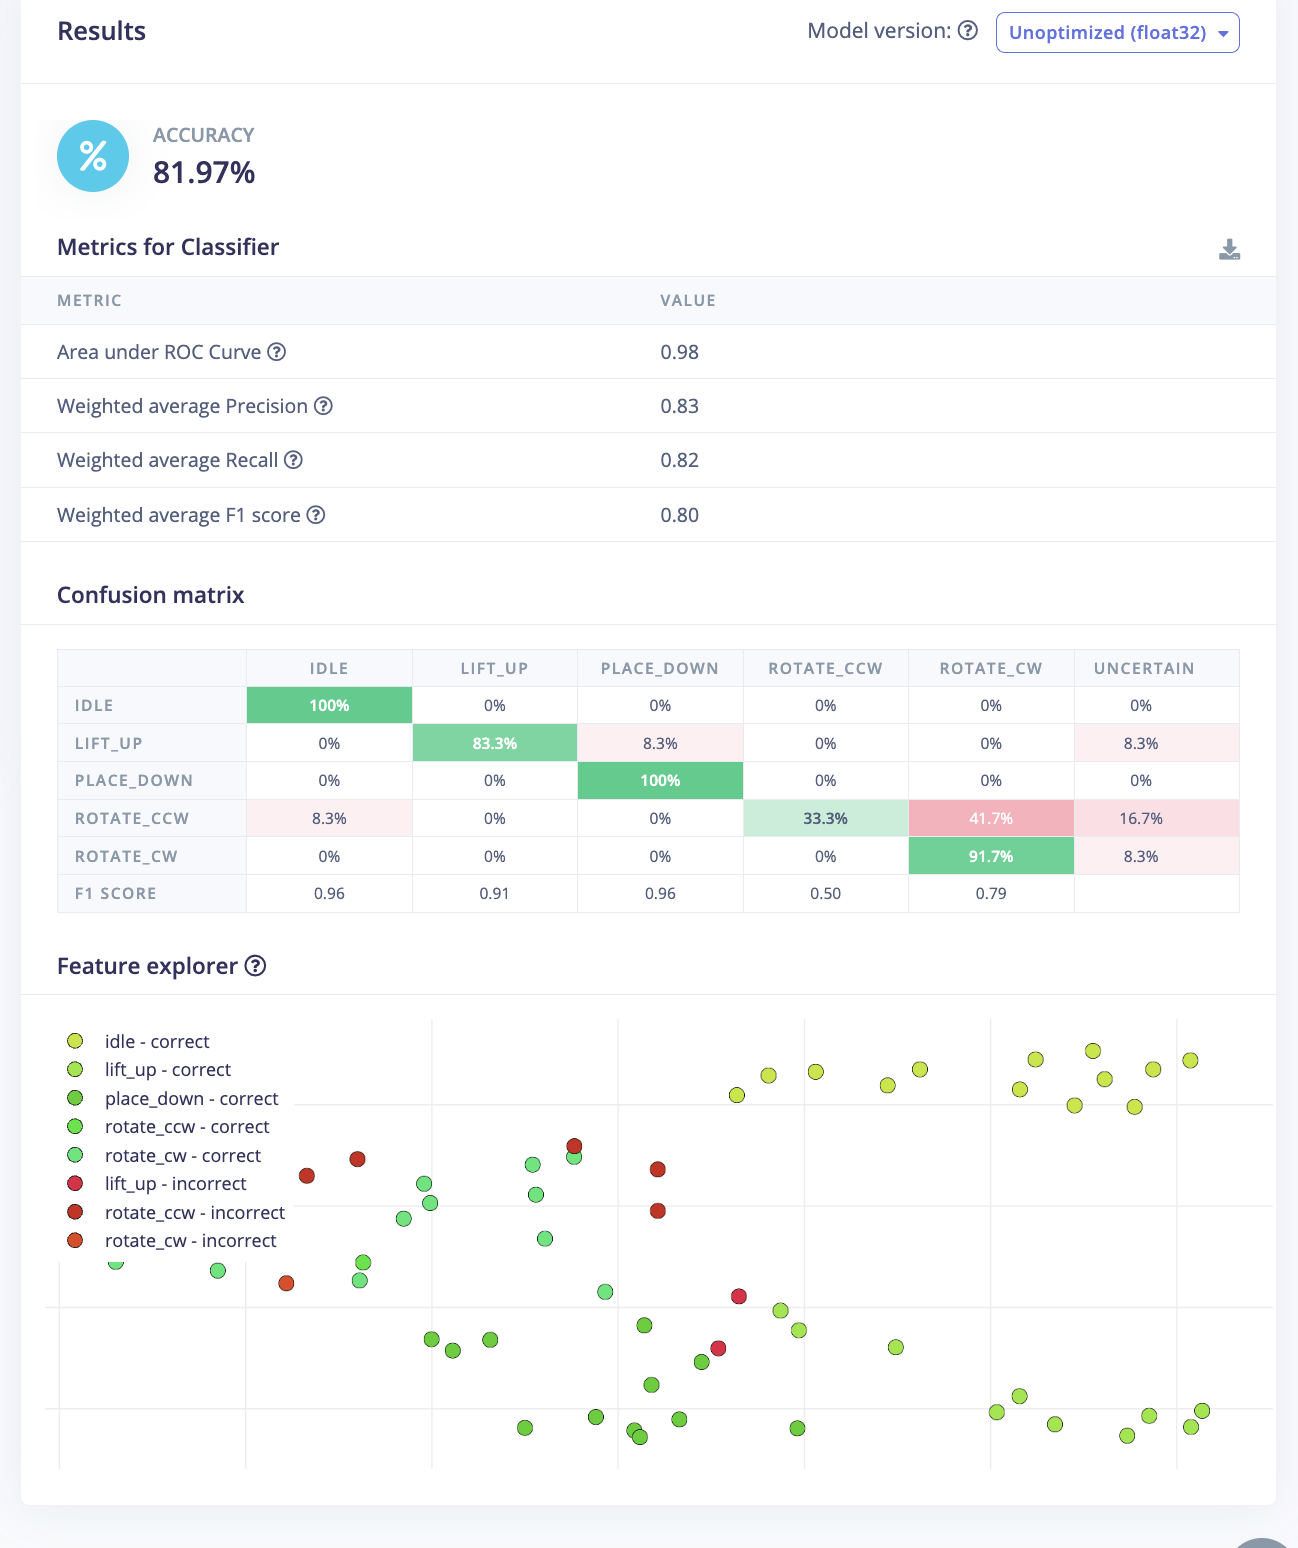 Results
Model version: Unoptimized (float32)
%
ACCURACY
81.97%
Metrics for Classifier
METRIC VALUE
Area under ROC Curve ? 0.98
Weighted average Precision ? 0.83
Weighted average Recall ? 0.82
Weighted average F1 score ? 0.80
Confusion matrix
IDLE LIFT_UP PLACE_DOWN ROTATE_CCW ROTATE_CW UNCERTAIN
IDLE 100% 0% 0% 0% 0% 0%
LIFT_UP 0% 83.3% 8.3% 0% 0% 8.3%
PLACE_DOWN 0% 0% 100% 0% 0% 0%
ROTATE_CCW 8.3% 0% 0% 33.3% 41.7% 16.7%
ROTATE_CW 0% 0% 0% 0% 91.7% 8.3%
F1 SCORE 0.96 0.91 0.96 0.50 0.79
Feature explorer ?
idle - correct
lift_up - correct
place_down - correct
rotate_ccw - correct
rotate_cw - correct
lift_up - incorrect
rotate_ccw - incorrect
rotate_cw - incorrect